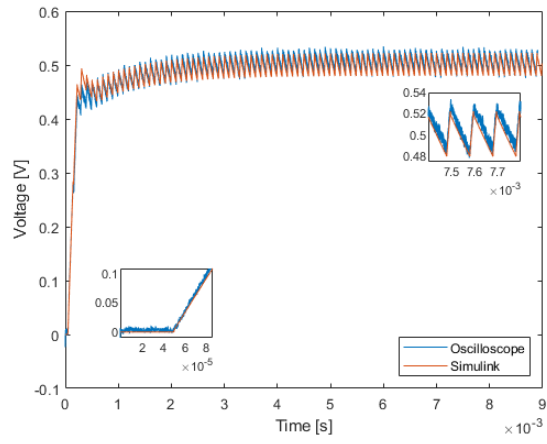 0.6
0.5
0.4
0.3
0.2
0.1
0
-0.1
Voltage [V]
0.54
0.52
0.5
0.48
7.5 7.6 7.7
×10⁻³
0.1
0.05
0
2 4 6 8
×10⁻⁵
Oscilloscope
Simulink
0 1 2 3 4 5 6 7 8 9
Time [s]
×10⁻³